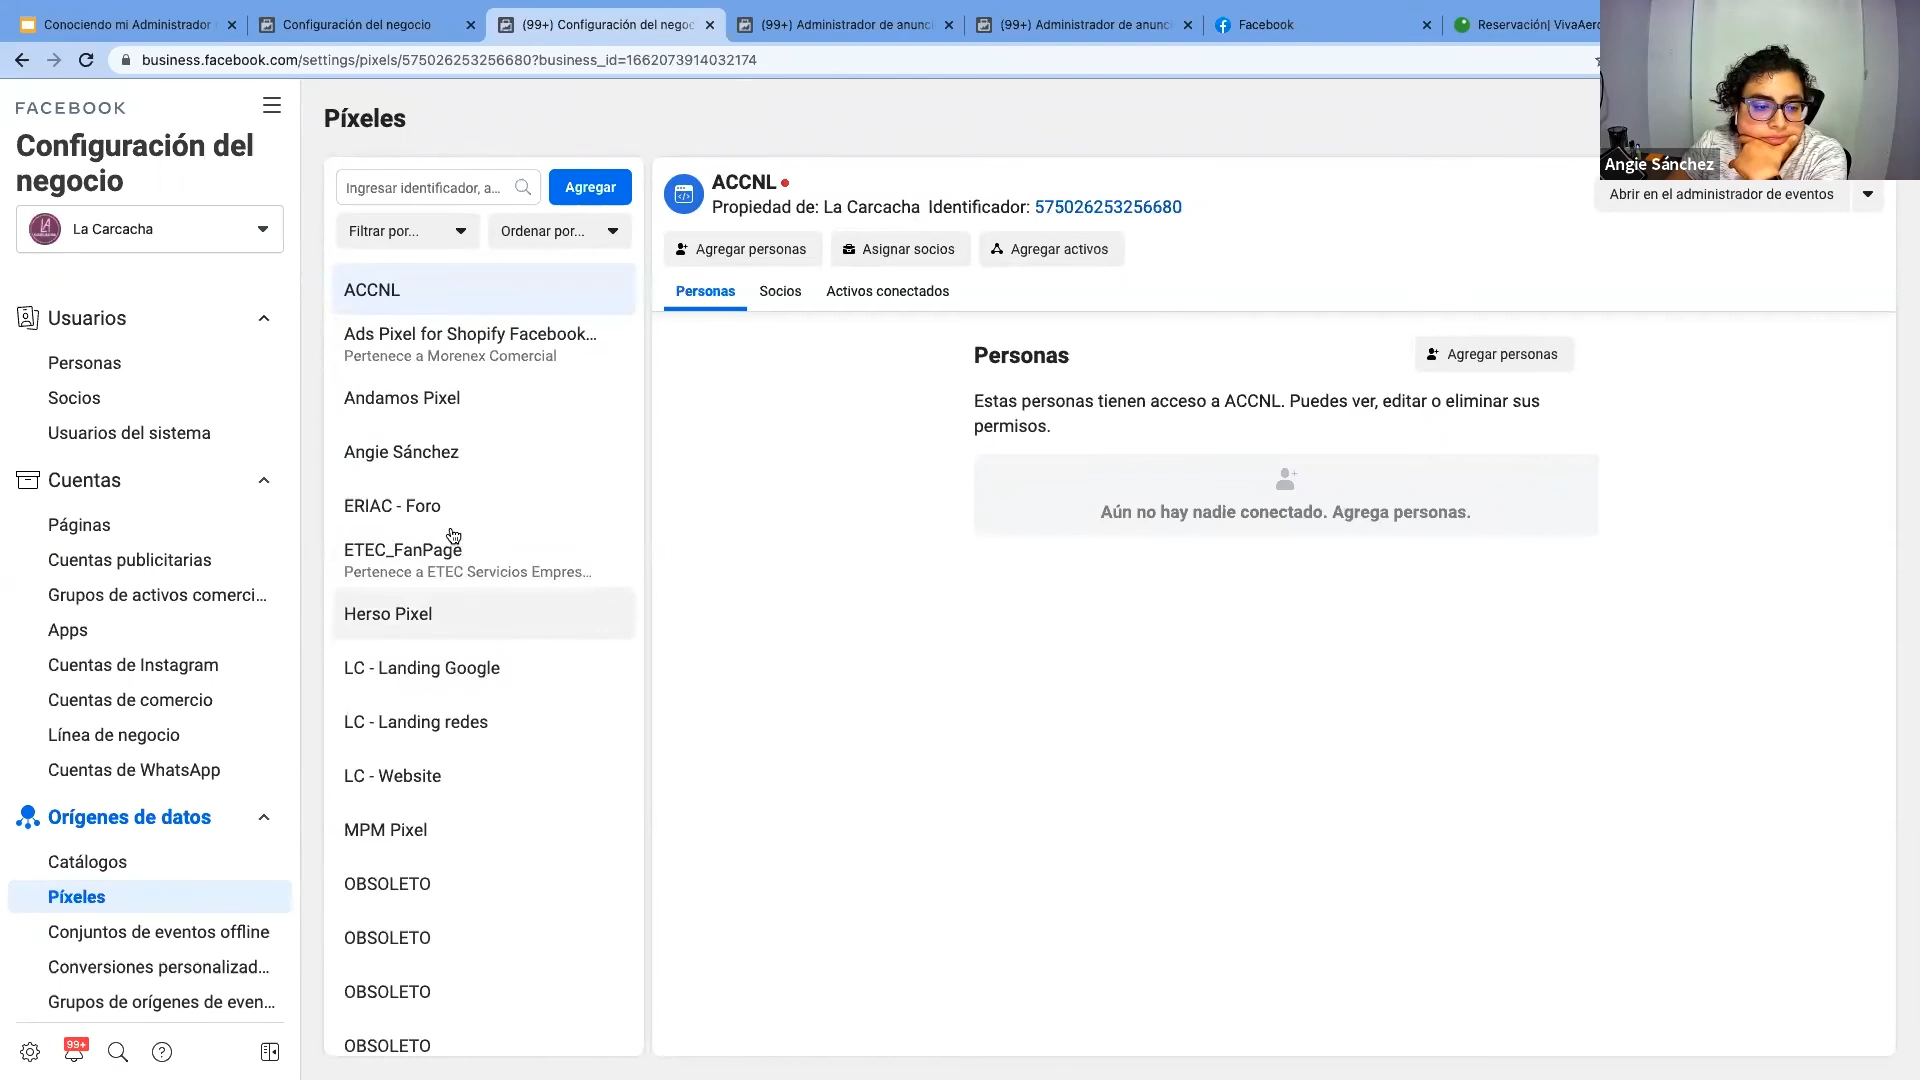 Conociendo mi Administrador
Configuración del negocio
(99+) Configuración del negoc
(99+) Administrador de anunc
(99+) Administrador de anunc
Facebook
Reservación| VivaAero
business.facebook.com/settings/pixels/575026253256680?business_id=1662073914032174
FACEBOOK
Configuración del
negocio
La Carcacha
Usuarios
Personas
Socios
Usuarios del sistema
Cuentas
Páginas
Cuentas publicitarias
Grupos de activos comerci...
Apps
Cuentas de Instagram
Cuentas de comercio
Línea de negocio
Cuentas de WhatsApp
Orígenes de datos
Catálogos
Píxeles
Conjuntos de eventos offline
Conversiones personalizad...
Grupos de orígenes de even...
99+
Píxeles
Ingresar identificador, a...
Agregar
Filtrar por...
Ordenar por...
ACCNL
Ads Pixel for Shopify Facebook...
Pertenece a Morenex Comercial
Andamos Pixel
Angie Sánchez
ERIAC - Foro
ETEC_FanPage
Pertenece a ETEC Servicios Empres...
Herso Pixel
LC - Landing Google
LC - Landing redes
LC - Website
MPM Pixel
OBSOLETO
OBSOLETO
OBSOLETO
OBSOLETO
ACCNL
Propiedad de: La Carcacha Identificador: 575026253256680
Agregar personas
Asignar socios
Agregar activos
Personas
Socios
Activos conectados
Angie Sánchez
Abrir en el administrador de eventos
Personas
Agregar personas
Estas personas tienen acceso a ACCNL. Puedes ver, editar o eliminar sus
permisos.
Aún no hay nadie conectado. Agrega personas.